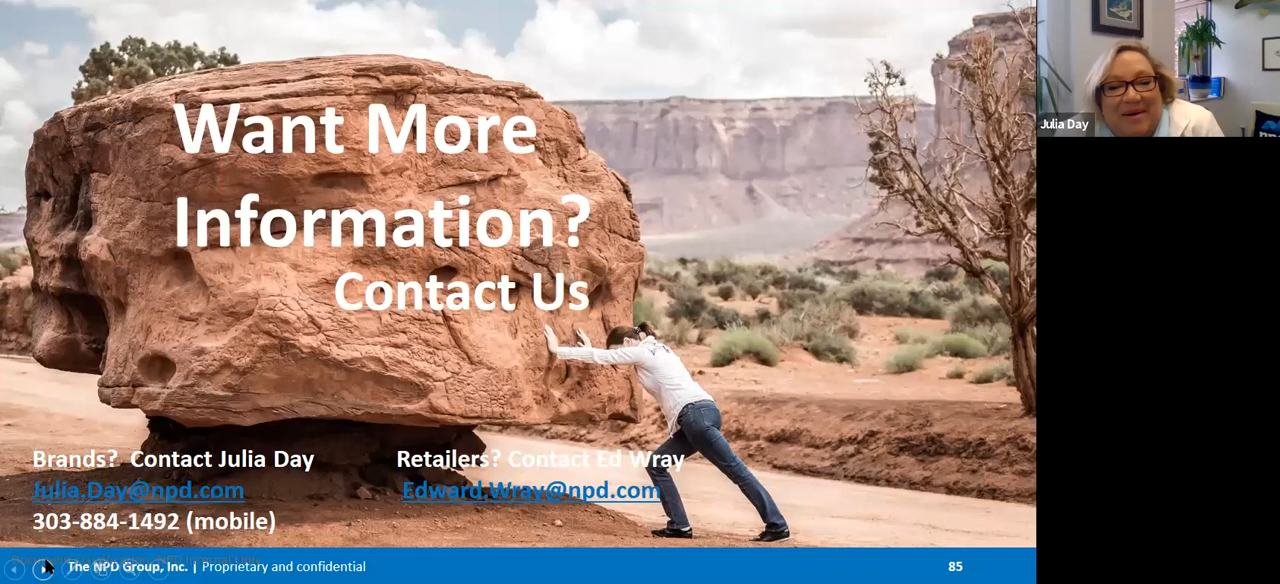 Want More
Information?
Contact Us
Brands? Contact Julia Day
Julia.Day@npd.com
303-884-1492 (mobile)
Retailers? Contact Ed Wray
Edward.Wray@npd.com
The NPD Group, Inc. | Proprietary and confidential
85
Julia Day